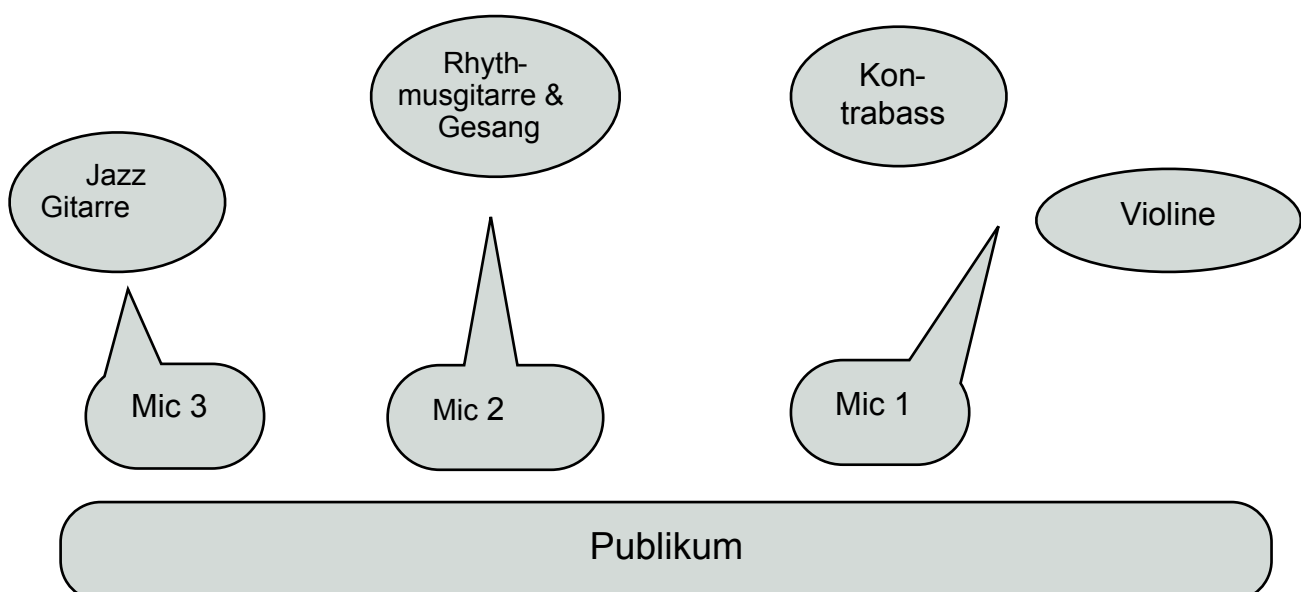 Rhyth-
musgitarre &
Gesang
Kon-
trabass
Jazz
Gitarre
Violine
Mic 3
Mic 2
Mic 1
Publikum